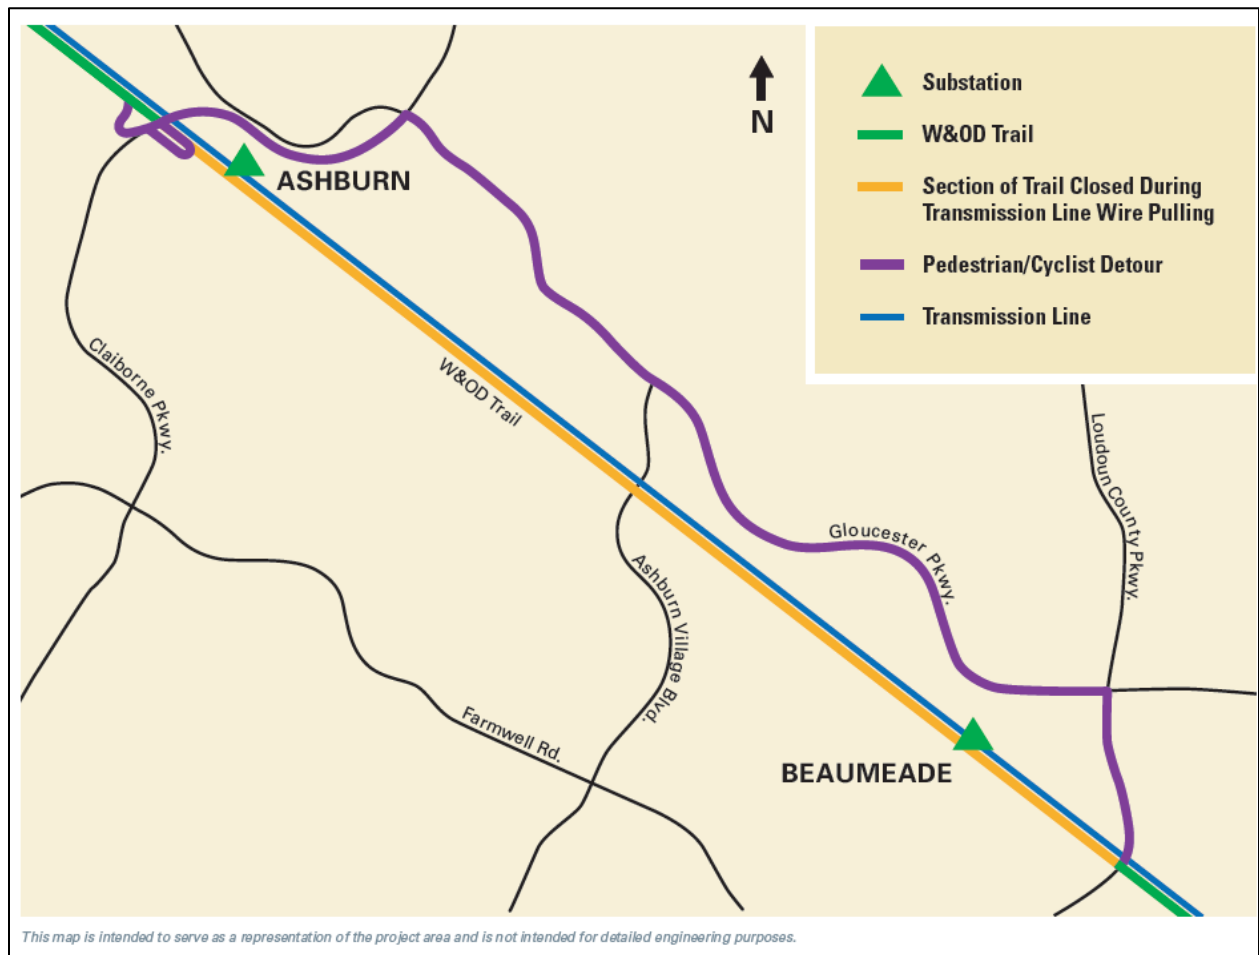 N
Substation
W&OD Trail
Section of Trail Closed During
Transmission Line Wire Pulling
Pedestrian/Cyclist Detour
Transmission Line
ASHBURN
Claiborne Pkwy.
W&OD Trail
Loudoun County Pkwy.
Gloucester Pkwy.
Ashburn Village Blvd.
Farmwell Rd.
BEAUMEADE
This map is intended to serve as a representation of the project area and is not intended for detailed engineering purposes.